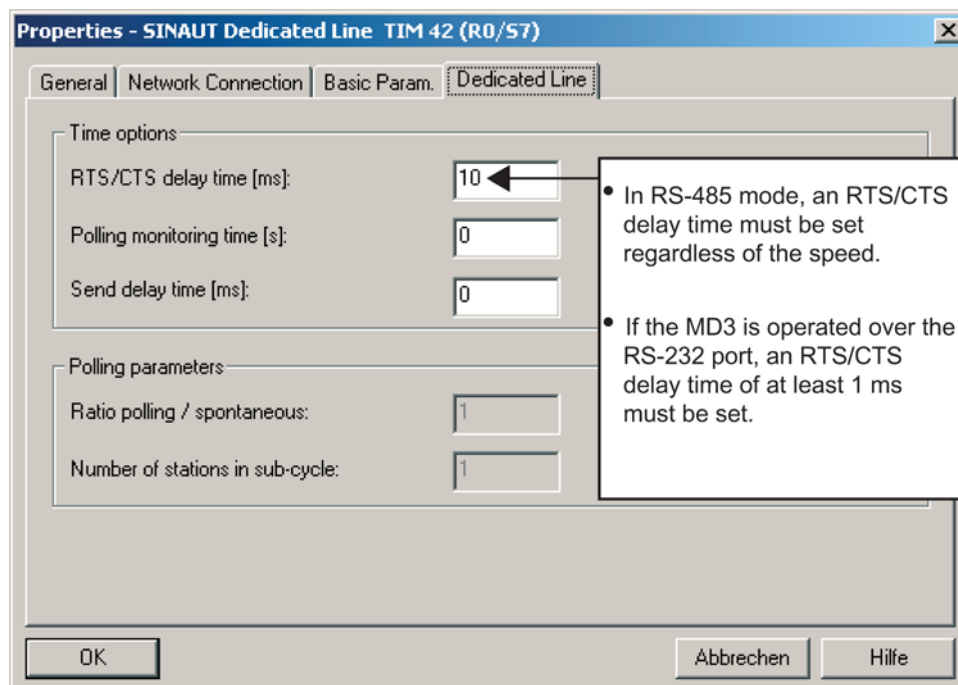 Properties - SINAUT Dedicated Line TIM 42 (R0/S7)
General
Network Connection
Basic Param.
Dedicated Line
Time options
RTS/CTS delay time [ms]:
10
Polling monitoring time [s]:
0
Send delay time [ms]:
0
• In RS-485 mode, an RTS/CTS
delay time must be set
regardless of the speed.
• If the MD3 is operated over the
RS-232 port, an RTS/CTS
delay time of at least 1 ms
must be set.
Polling parameters
Ratio polling / spontaneous:
1
Number of stations in sub-cycle:
1
OK
Abbrechen
Hilfe